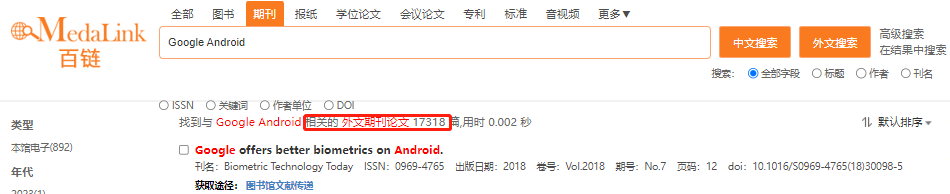 全部 图书 期刊 报纸 学位论文 会议论文 专利 标准 音视频 更多▼
MedaLink
百链
Google Android
中文搜索 外文搜索
高级搜索
在结果中搜索
搜索: 全部字段 标题 作者 刊名
ISSN 关键词 作者单位 DOI
类型
找到与 Google Android 相关的 外文期刊论文 17318 篇,用时 0.002 秒
默认排序
本馆电子(892)
Google offers better biometrics on Android.
刊名: Biometric Technology Today ISSN: 0969-4765 出版日期: 2018 卷号: Vol.2018 期号: No.7 页码: 12 doi: 10.1016/S0969-4765(18)30098-5
年代
获取途径: 图书馆文献传递
2023(1)